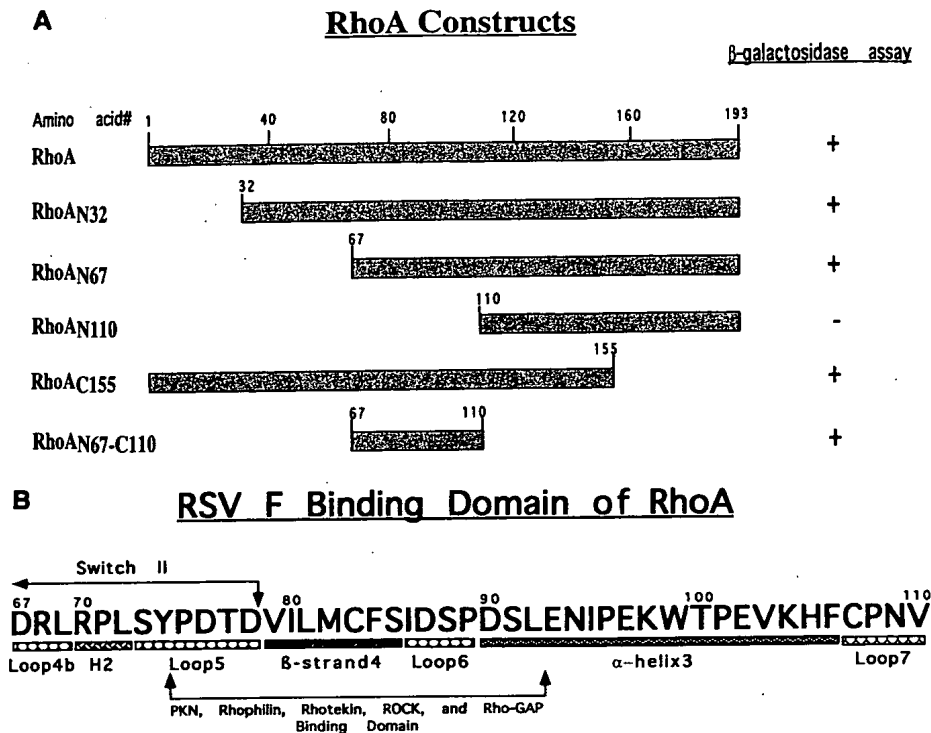 A
RhoA Constructs
β-galactosidase assay
Amino acid# 1 40 80 120 160 193
RhoA +
32
RhoAN32 +
67
RhoAN67 +
110
RhoAN110 -
155
RhoAC155 +
67 110
RhoAN67-C110 +
B RSV F Binding Domain of RhoA
Switch II
67 70 80 90 100 110
DRLRPLSYPDTDVILMCFSIDSPDSLENIPEKWTPEVKHFCPNV
Loop4b H2 Loop5 ß-strand4 Loop6 α-helix3 Loop7
PKN, Rhophilin, Rhotekin, ROCK, and Rho-GAP
Binding Domain